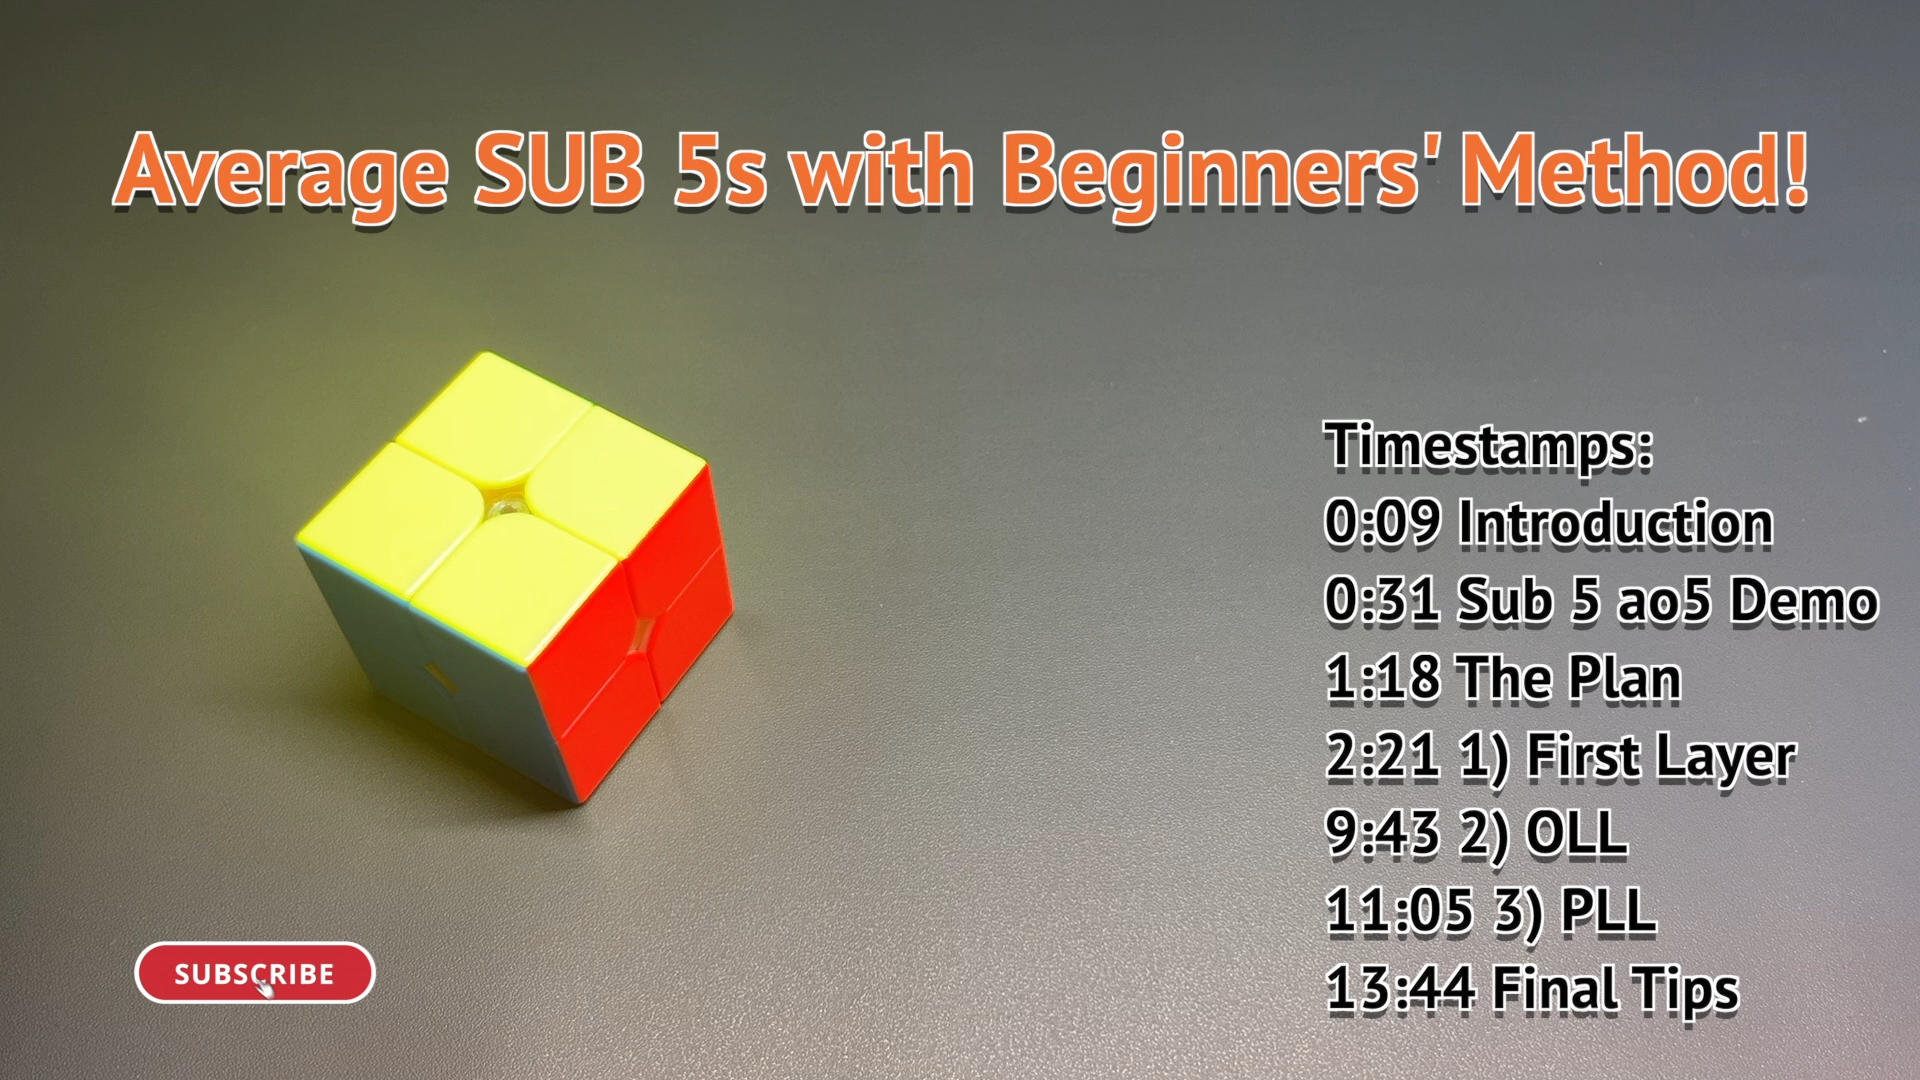 Average SUB 5s with Beginners' Method!
Timestamps:
0:09 Introduction
0:31 Sub 5 ao5 Demo
1:18 The Plan
2:21 1) First Layer
9:43 2) OLL
11:05 3) PLL
13:44 Final Tips
SUBSCRIBE